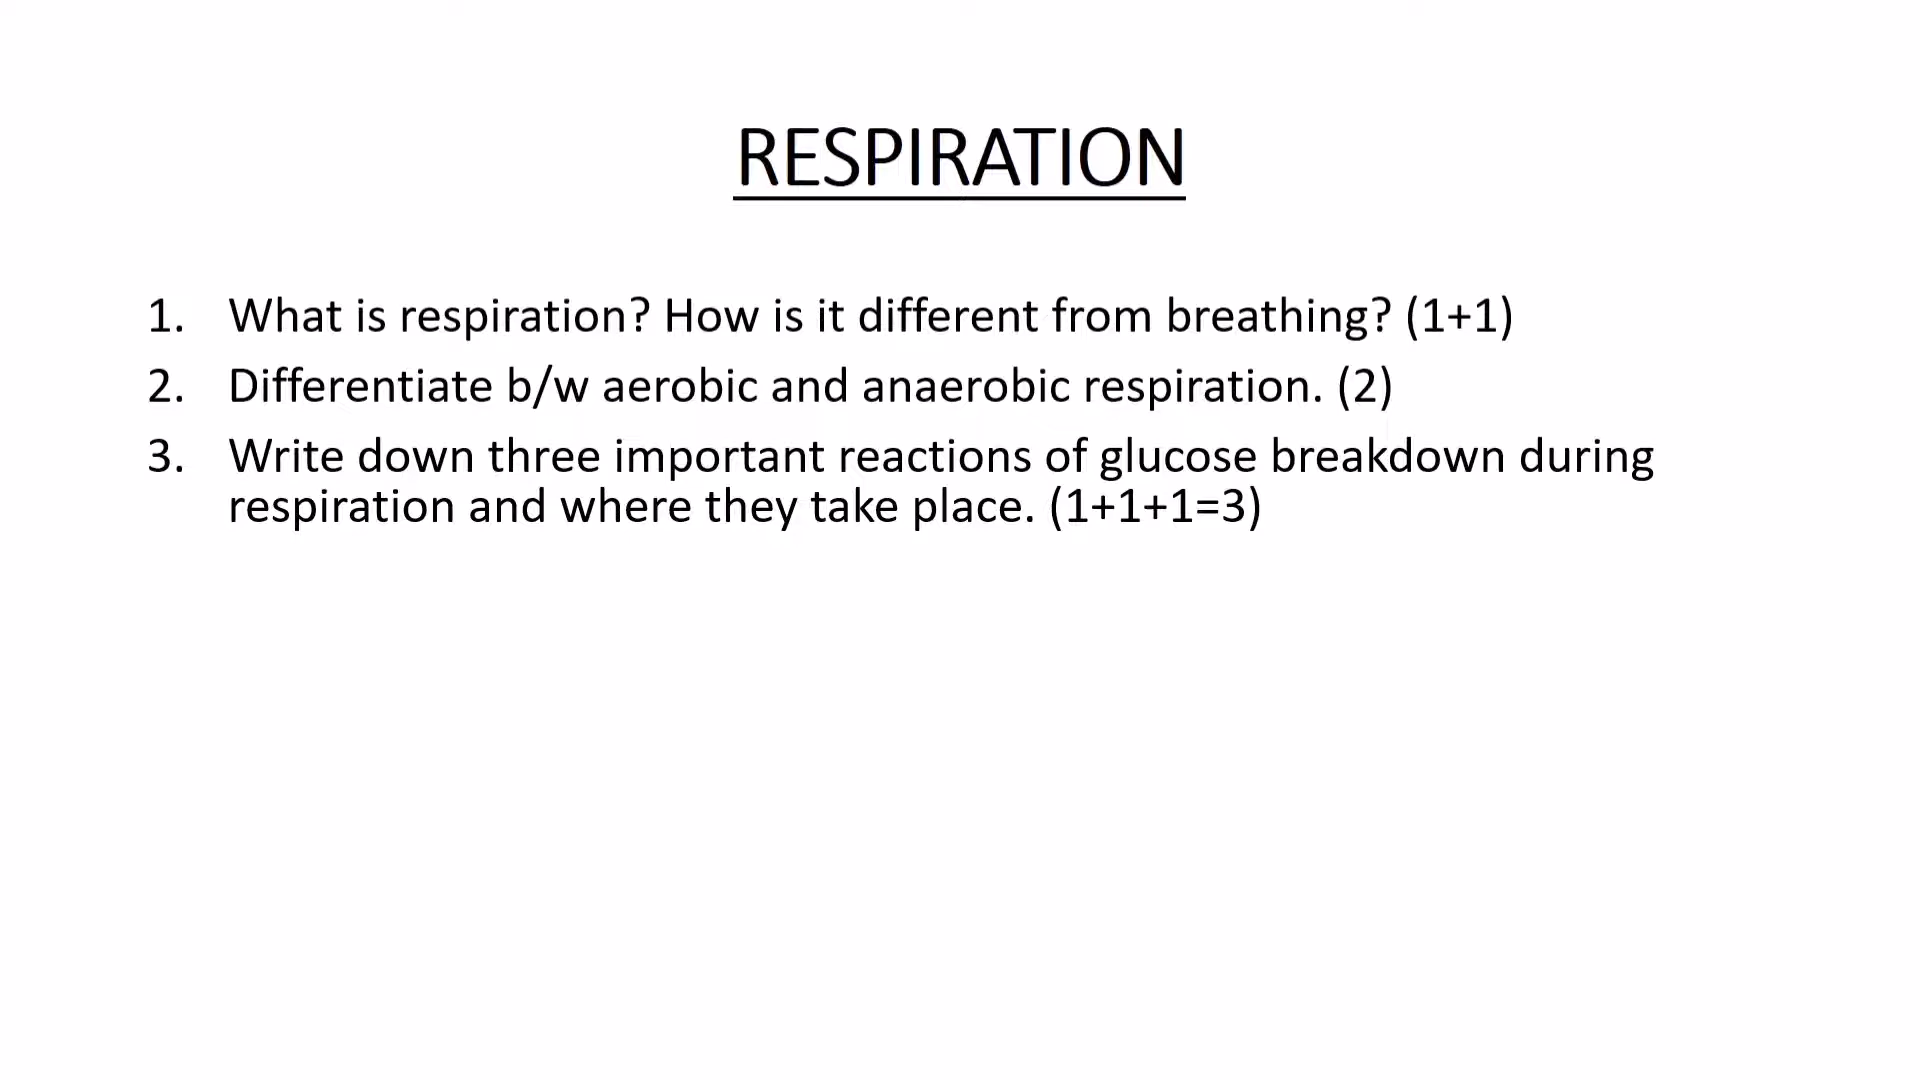 RESPIRATION
1. What is respiration? How is it different from breathing? (1+1)
2. Differentiate b/w aerobic and anaerobic respiration. (2)
3. Write down three important reactions of glucose breakdown during
respiration and where they take place. (1+1+1=3)